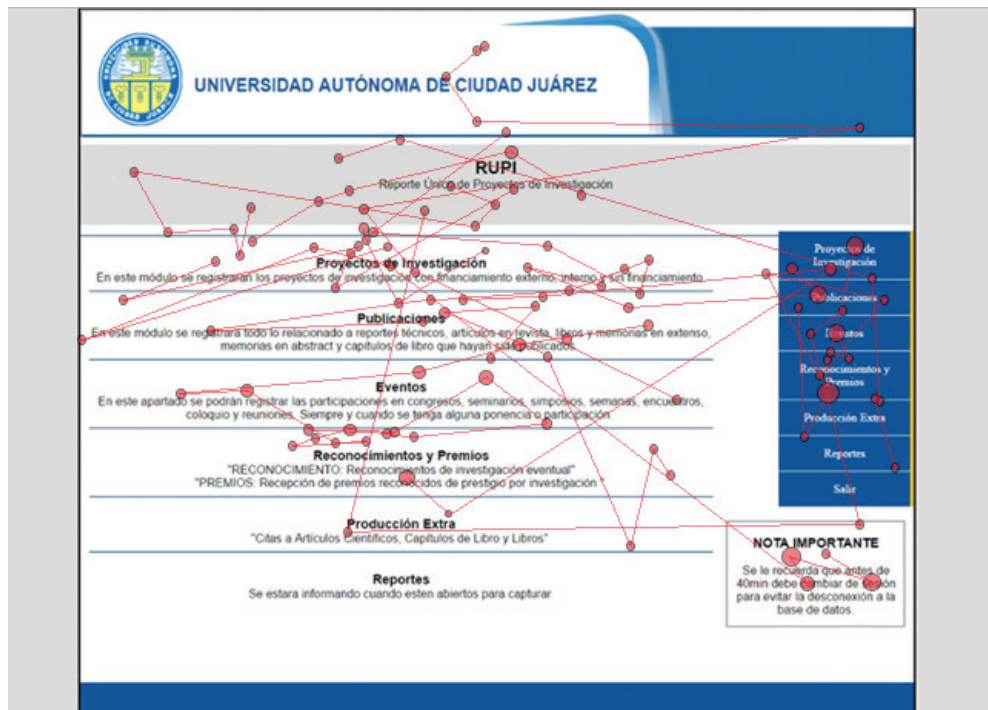 UNIVERSIDAD AUTÓNOMA DE CIUDAD JUÁREZ
RUPI
Reporte Único de Proyectos de Investigación
Proyectos de Investigación
En este módulo se registraran los proyectos de investigación con financiamiento externo, interno y sin financiamiento.
Publicaciones
En este módulo se registrará todo lo relacionado a reportes técnicos, artículos en revista, libros y memorias en extenso,
memorias en abstract y capítulos de libro que hayan sido publicados.
Eventos
En este apartado se podrán registrar las participaciones en congresos, seminarios, simposios, semanas, encuentros,
coloquio y reuniones. Siempre y cuando se tenga alguna ponencia o participación.
Reconocimientos y Premios
"RECONOCIMIENTO: Reconocimientos de investigación eventual"
"PREMIOS: Recepción de premios reconocidos de prestigio por investigación "
Producción Extra
"Citas a Artículos Científicos, Capítulos de Libro y Libros"
Reportes
Se estara informando cuando esten abiertos para capturar.
Proyectos de
Investigación
Publicaciones
Eventos
Reconocimientos y
Premios
Producción Extra
Reportes
Salir
NOTA IMPORTANTE
Se le recuerda que antes de
40min debe cambiar de sesión
para evitar la desconexión a la
base de datos.